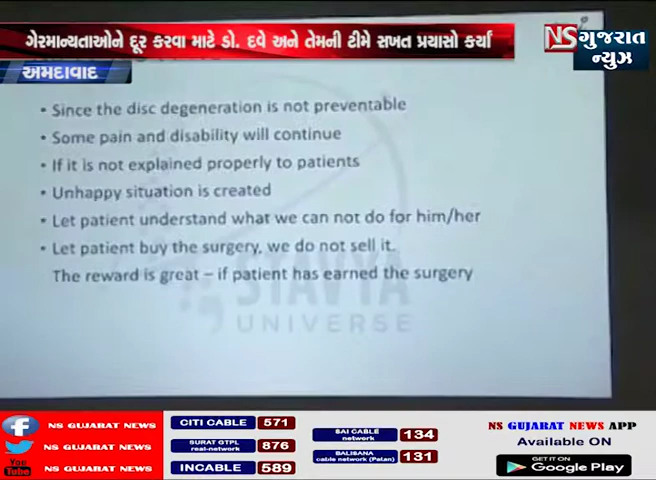 ગેરમાન્યતાઓને દૂર કરવા માટે ડો. દવે અને તેમની ટીમે સખત પ્રયાસો કર્યાં
NS ગુજરાત ન્યુઝ
અમદાવાદ
• Since the disc degeneration is not preventable
• Some pain and disability will continue
• If it is not explained properly to patients
• Unhappy situation is created
• Let patient understand what we can not do for him/her
• Let patient buy the surgery, we do not sell it.
The reward is great – if patient has earned the surgery
STAVYA
UNIVERSE
NS GUJARAT NEWS
NS GUJARAT NEWS
You Tube NS GUJARAT NEWS
CITI CABLE 571
SURAT GTPL real-network 876
INCABLE 589
SAI CABLE network 134
BALISANA cable network (Patan) 131
NS GUJARAT NEWS APP
Available ON
GET IT ON
Google Play